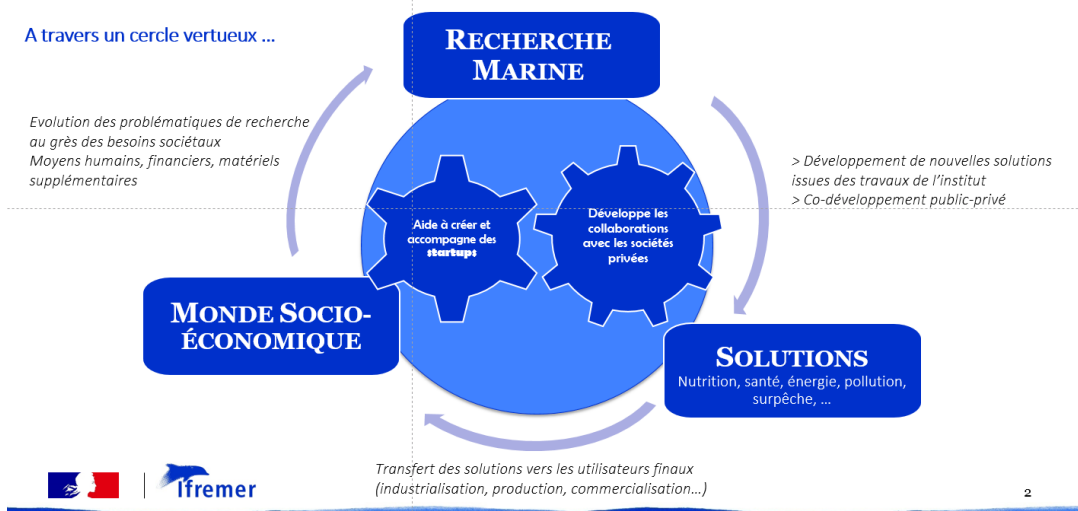 A travers un cercle vertueux ...
RECHERCHE
MARINE
Evolution des problématiques de recherche
au grès des besoins sociétaux
Moyens humains, financiers, matériels
supplémentaires
> Développement de nouvelles solutions
issues des travaux de l'institut
> Co-développement public-privé
Aide à créer et
accompagne des
startups
Développe les
collaborations
avec les sociétés
privées
MONDE SOCIO-
ÉCONOMIQUE
SOLUTIONS
Nutrition, santé, énergie, pollution,
surpêche, ...
Transfert des solutions vers les utilisateurs finaux
(industrialisation, production, commercialisation...)
Ifremer
2